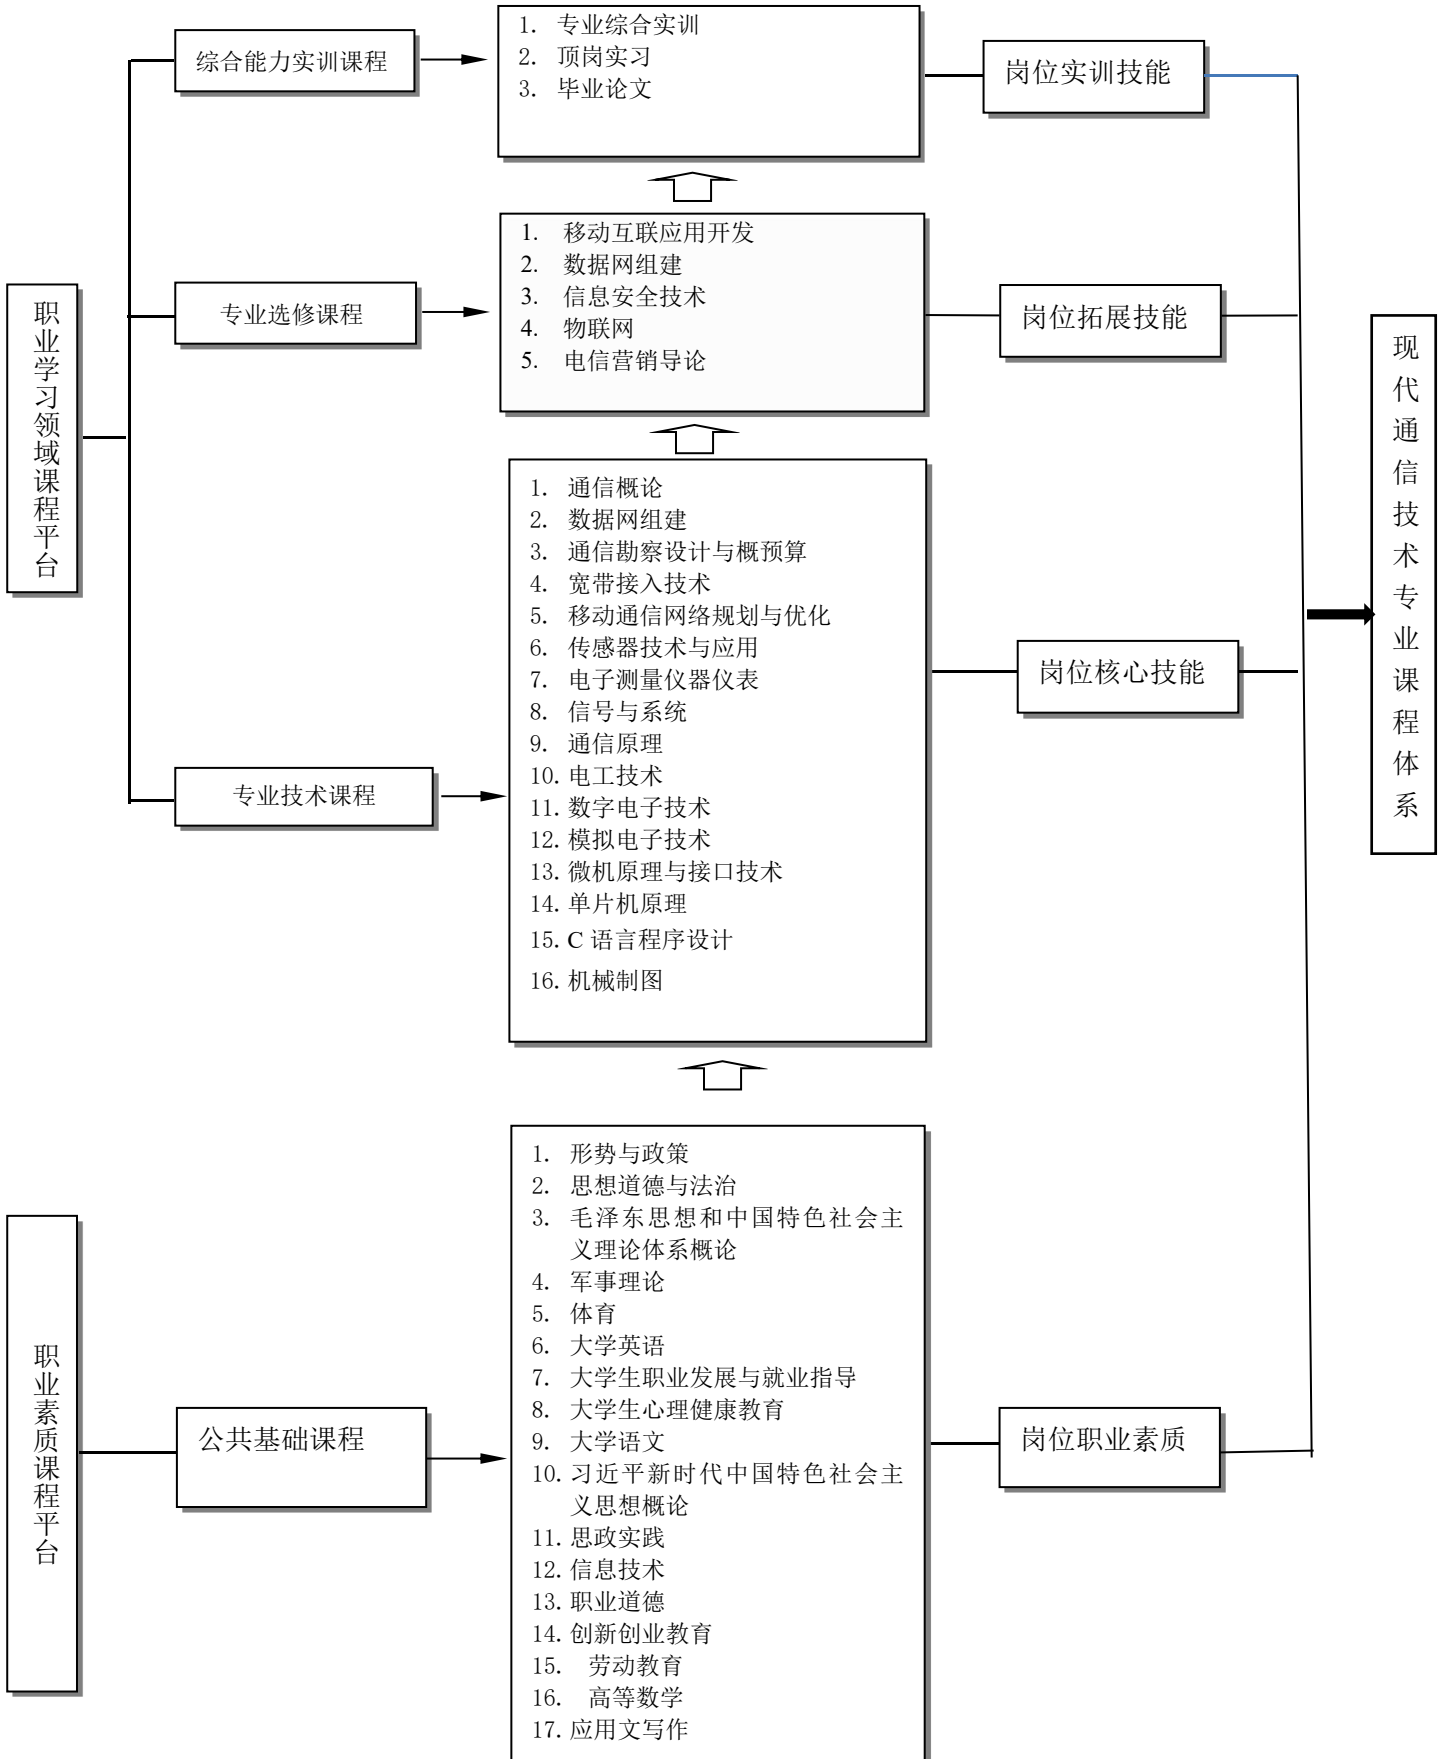 综合能力实训课程
1. 专业综合实训
2. 顶岗实习
3. 毕业论文
岗位实训技能
职业学习领域课程平台
专业选修课程
1. 移动互联应用开发
2. 数据网组建
3. 信息安全技术
4. 物联网
5. 电信营销导论
岗位拓展技能
现代通信技术专业课程体系
专业技术课程
1. 通信概论
2. 数据网组建
3. 通信勘察设计与概预算
4. 宽带接入技术
5. 移动通信网络规划与优化
6. 传感器技术与应用
7. 电子测量仪器仪表
8. 信号与系统
9. 通信原理
10. 电工技术
11. 数字电子技术
12. 模拟电子技术
13. 微机原理与接口技术
14. 单片机原理
15. C 语言程序设计
16. 机械制图
岗位核心技能
职业素质课程平台
公共基础课程
1. 形势与政策
2. 思想道德与法治
3. 毛泽东思想和中国特色社会主
义理论体系概论
4. 军事理论
5. 体育
6. 大学英语
7. 大学生职业发展与就业指导
8. 大学生心理健康教育
9. 大学语文
10. 习近平新时代中国特色社会主
义思想概论
11. 思政实践
12. 信息技术
13. 职业道德
14. 创新创业教育
15. 劳动教育
16. 高等数学
17. 应用文写作
岗位职业素质